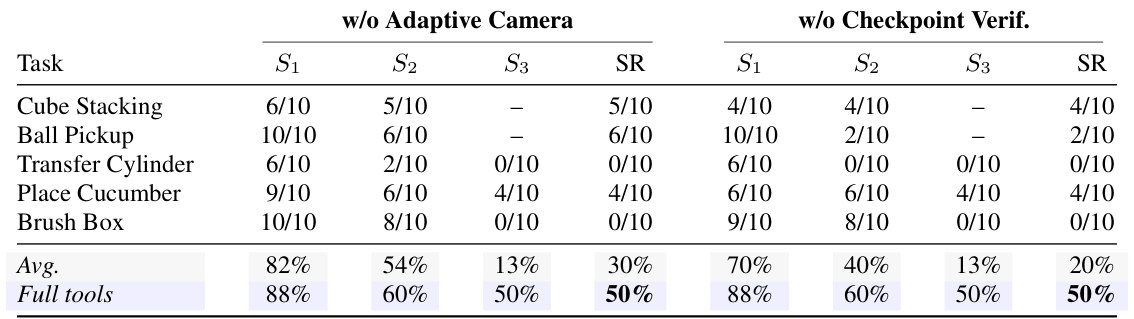 w/o Adaptive Camera w/o Checkpoint Verif.
Task S₁ S₂ S₃ SR S₁ S₂ S₃ SR
Cube Stacking 6/10 5/10 – 5/10 4/10 4/10 – 4/10
Ball Pickup 10/10 6/10 – 6/10 10/10 2/10 – 2/10
Transfer Cylinder 6/10 2/10 0/10 0/10 6/10 0/10 0/10 0/10
Place Cucumber 9/10 6/10 4/10 4/10 6/10 6/10 4/10 4/10
Brush Box 10/10 8/10 0/10 0/10 9/10 8/10 0/10 0/10
Avg. 82% 54% 13% 30% 70% 40% 13% 20%
Full tools 88% 60% 50% 50% 88% 60% 50% 50%